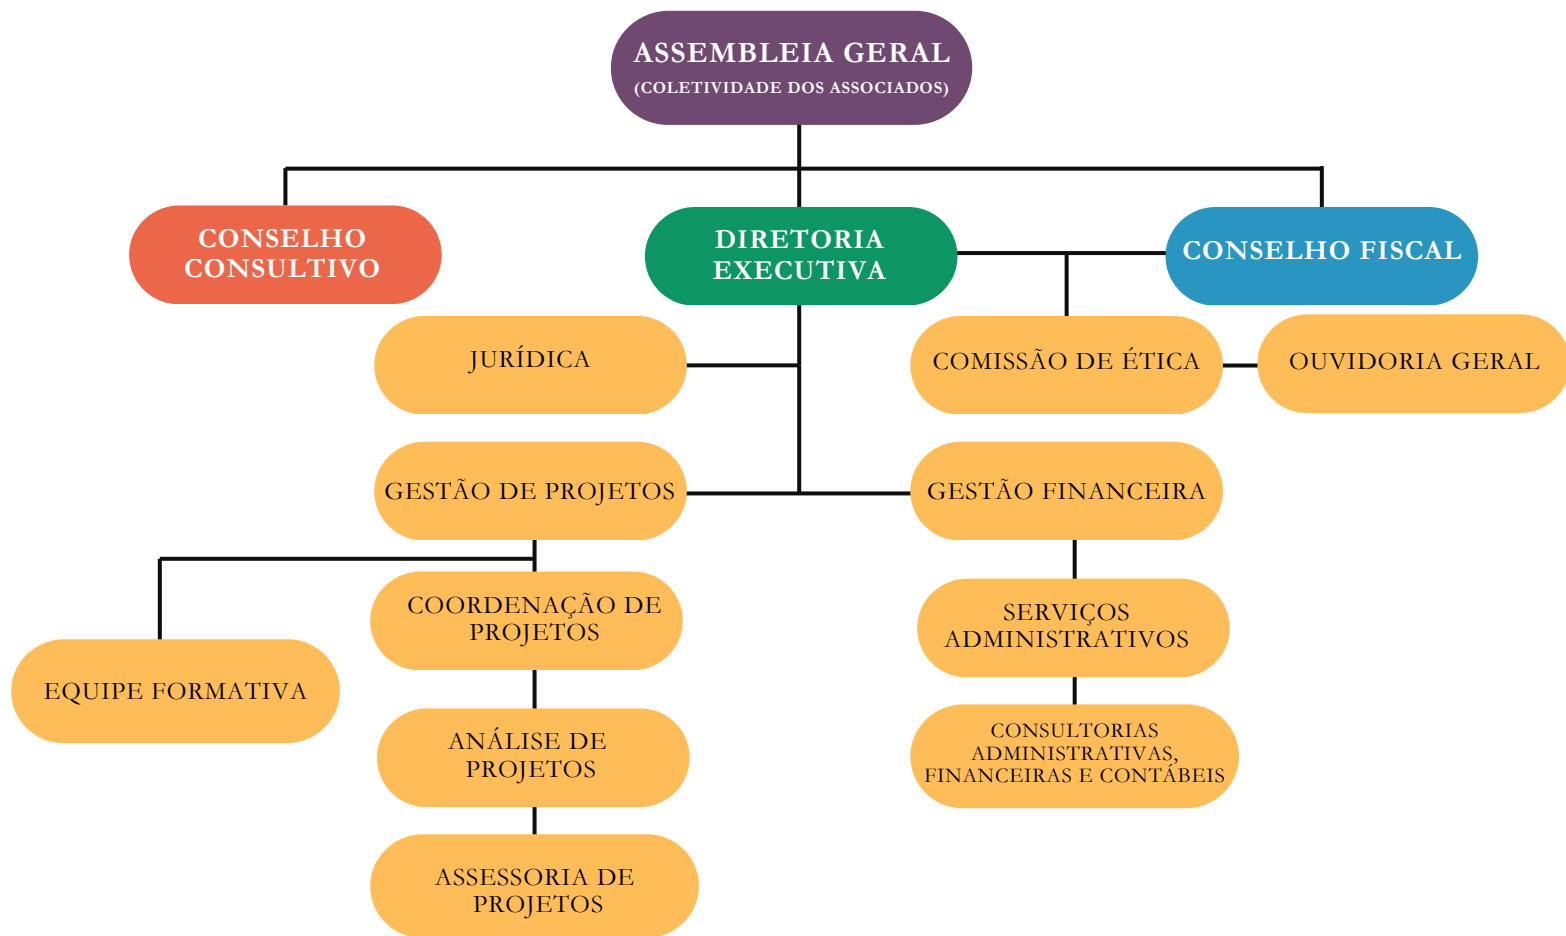 ASSEMBLEIA GERAL
(COLETIVIDADE DOS ASSOCIADOS)
CONSELHO
CONSULTIVO
DIRETORIA
EXECUTIVA
CONSELHO FISCAL
JURÍDICA
COMISSÃO DE ÉTICA
OUVIDORIA GERAL
GESTÃO DE PROJETOS
GESTÃO FINANCEIRA
COORDENAÇÃO DE
PROJETOS
SERVIÇOS
ADMINISTRATIVOS
EQUIPE FORMATIVA
ANÁLISE DE
PROJETOS
CONSULTORIAS
ADMINISTRATIVAS,
FINANCEIRAS E CONTÁBEIS
ASSESSORIA DE
PROJETOS